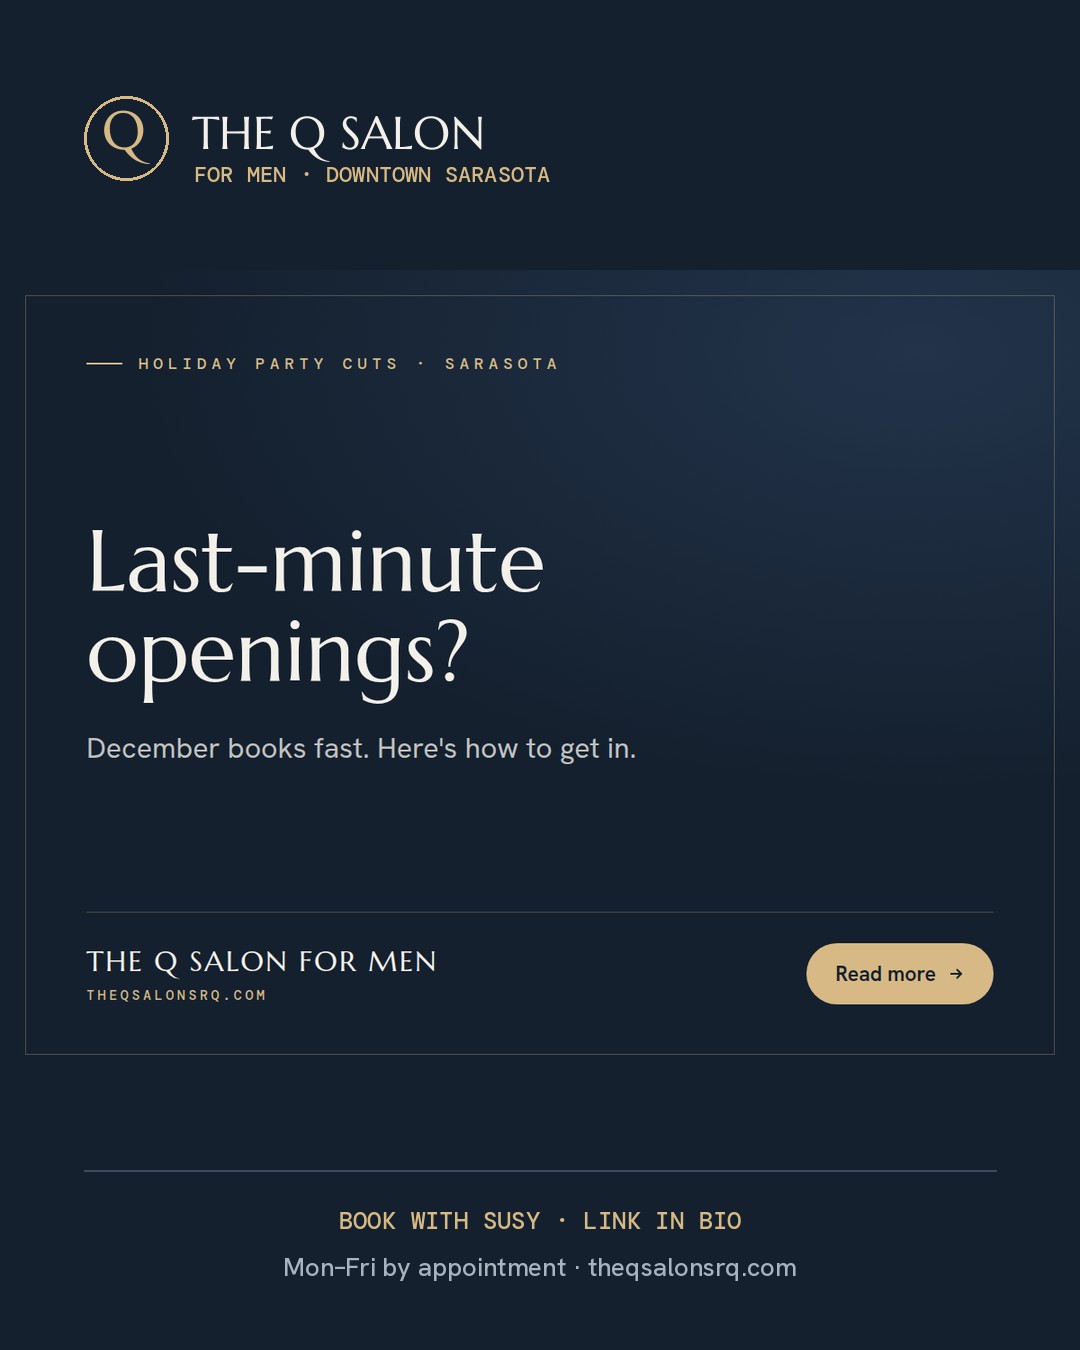 Q
THE Q SALON
FOR MEN · DOWNTOWN SARASOTA
HOLIDAY PARTY CUTS · SARASOTA
Last-minute
openings?
December books fast. Here's how to get in.
THE Q SALON FOR MEN
THEQSALONSRQ.COM
Read more →
BOOK WITH SUSY · LINK IN BIO
Mon–Fri by appointment · theqsalonsrq.com